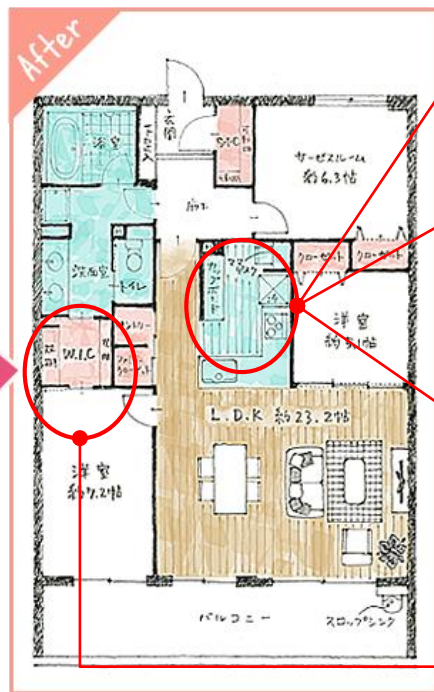 After
浴室
玄関
S.I.C
サービスルーム
約6.3帖
廊下
洗面室
トイレ
カップボード
ママデスク
冷
クローゼット
クローゼット
洋室
約5.1帖
W.I.C
パントリー
L.D.K 約23.2帖
洋室
約7.2帖
バルコニー
スロップシンク